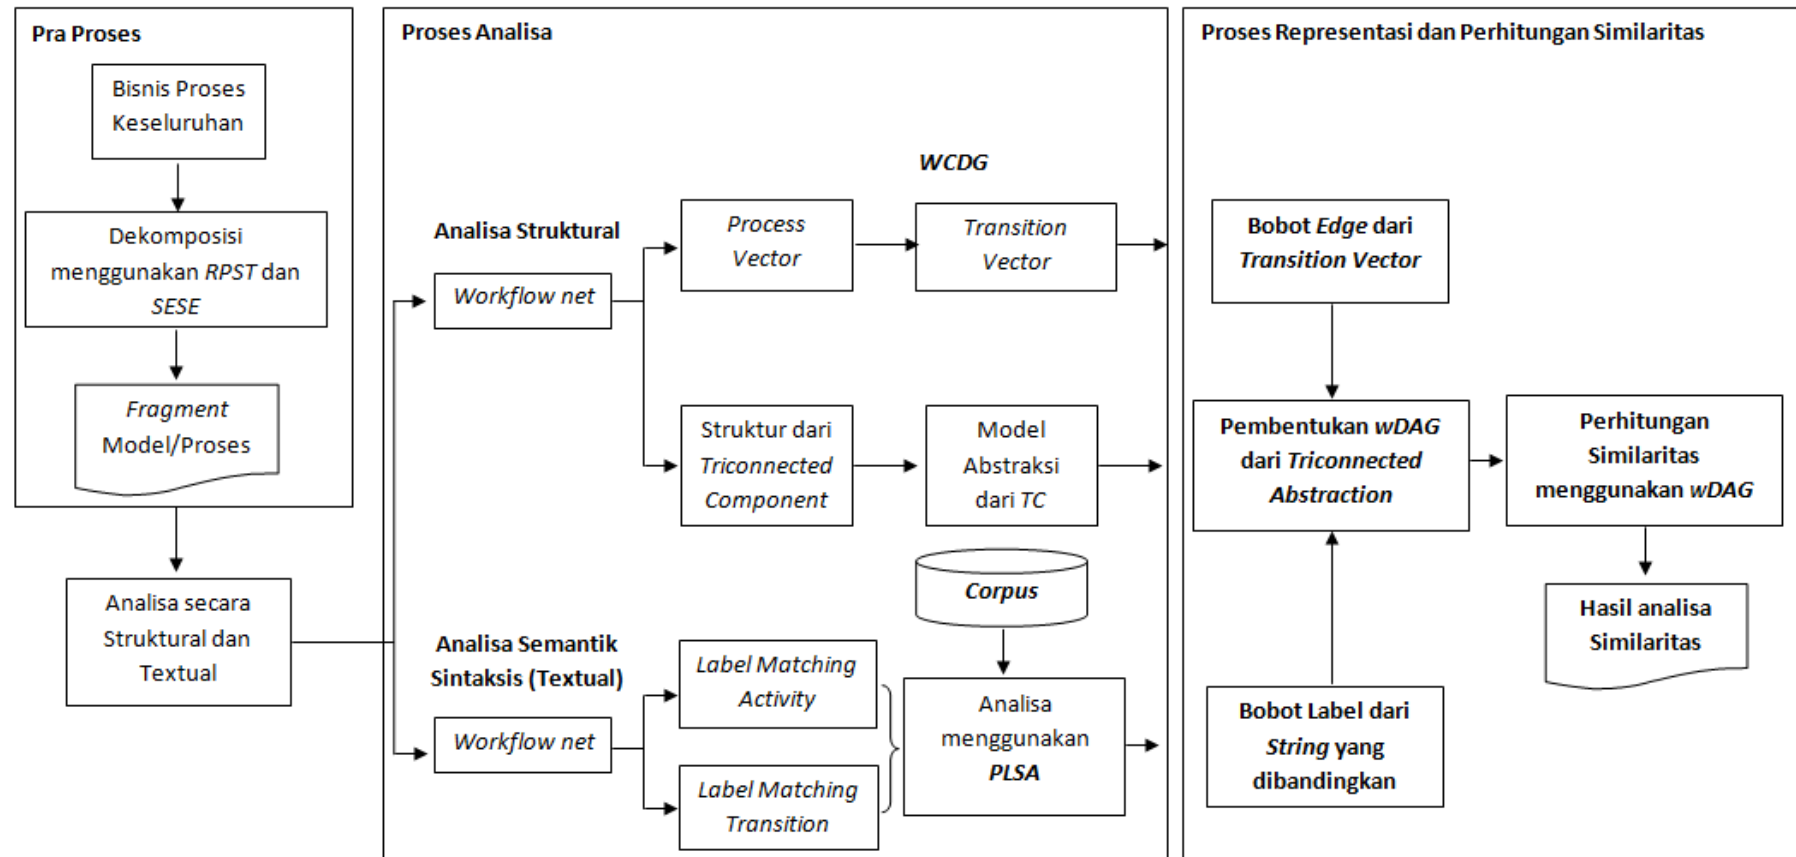 Pra Proses
Bisnis Proses
Keseluruhan
Dekomposisi
menggunakan RPST dan
SESE
Fragment
Model/Proses
Analisa secara
Struktural dan
Textual
Proses Analisa
WCDG
Analisa Struktural
Workflow net
Process
Vector
Transition
Vector
Struktur dari
Triconnected
Component
Model
Abstraksi
dari TC
Corpus
Analisa Semantik
Sintaksis (Textual)
Workflow net
Label Matching
Activity
Label Matching
Transition
Analisa
menggunakan
PLSA
Proses Representasi dan Perhitungan Similaritas
Bobot Edge dari
Transition Vector
Pembentukan wDAG
dari Triconnected
Abstraction
Perhitungan
Similaritas
menggunakan wDAG
Hasil analisa
Similaritas
Bobot Label dari
String yang
dibandingkan